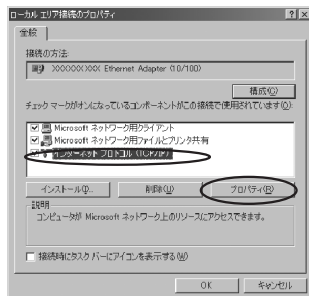 ローカル エリア接続のプロパティ
全般
接続の方法:
XXXXXX XXX Ethernet Adapter (10/100)
構成(C)
チェック マークがオンになっているコンポーネントがこの接続で使用されています(O):
Microsoft ネットワーク用クライアント
Microsoft ネットワーク用ファイルとプリンタ共有
インターネット プロトコル (TCP/IP)
インストール(I)...
削除(U)
プロパティ(R)
説明
コンピュータが Microsoft ネットワーク上のリソースにアクセスできます。
接続時にタスク バーにアイコンを表示する(W)
OK
キャンセル